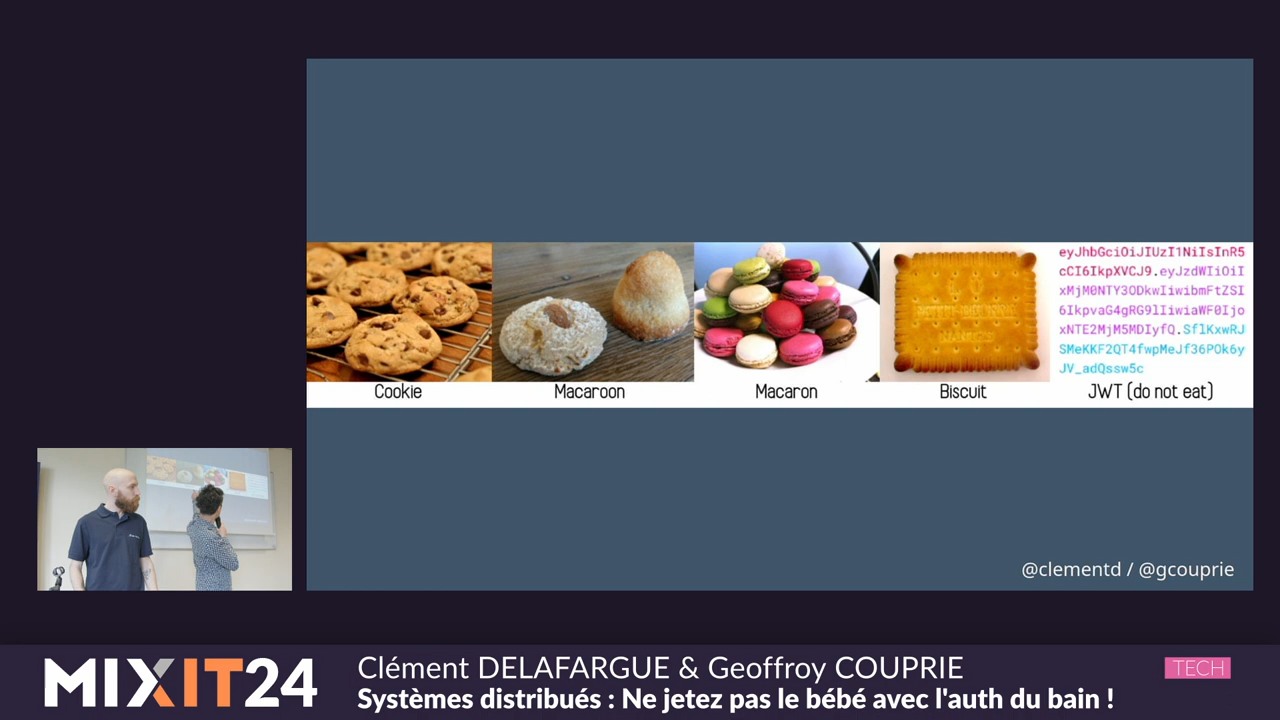 eyJhbGciOiJIUzI1NiIsInR5
cCI6IkpXVCJ9.eyJzdWIiOiI
xMjM0NTY3ODkwIiwibmFtZSI
6IkpvaG4gRG9lIiwiaWF0Ijo
xNTE2MjM5MDIyfQ.SflKxwRJ
SMeKKF2QT4fwpMeJf36POk6y
JV_adQssw5c
Cookie
Macaroon
Macaron
Biscuit
JWT (do not eat)
@clementd / @gcouprie
MIXIT24
Clément DELAFARGUE & Geoffroy COUPRIE
TECH
Systèmes distribués : Ne jetez pas le bébé avec l'auth du bain !